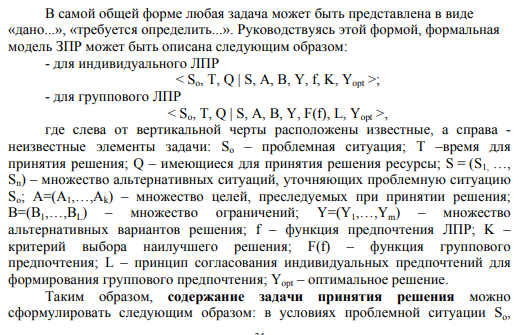 В самой общей форме любая задача может быть представлена в виде
«дано...», «требуется определить...». Руководствуясь этой формой, формальная
модель ЗПР может быть описана следующим образом:
- для индивидуального ЛПР
< So, T, Q | S, A, B, Y, f, K, Yopt >;
- для группового ЛПР
< So, T, Q | S, A, B, Y, F(f), L, Yopt >,
где слева от вертикальной черты расположены известные, а справа -
неизвестные элементы задачи: So – проблемная ситуация; T –время для
принятия решения; Q – имеющиеся для принятия решения ресурсы; S = (S1, …,
Sn) – множество альтернативных ситуаций, уточняющих проблемную ситуацию
So; A=(A1,…,Ak) – множество целей, преследуемых при принятии решения;
B=(B1,…,BL) – множество ограничений; Y=(Y1,…,Ym) – множество
альтернативных вариантов решения; f – функция предпочтения ЛПР; K –
критерий выбора наилучшего решения; F(f) – функция группового
предпочтения; L – принцип согласования индивидуальных предпочтений для
формирования группового предпочтения; Yopt – оптимальное решение.
Таким образом, содержание задачи принятия решения можно
сформулировать следующим образом: в условиях проблемной ситуации So,